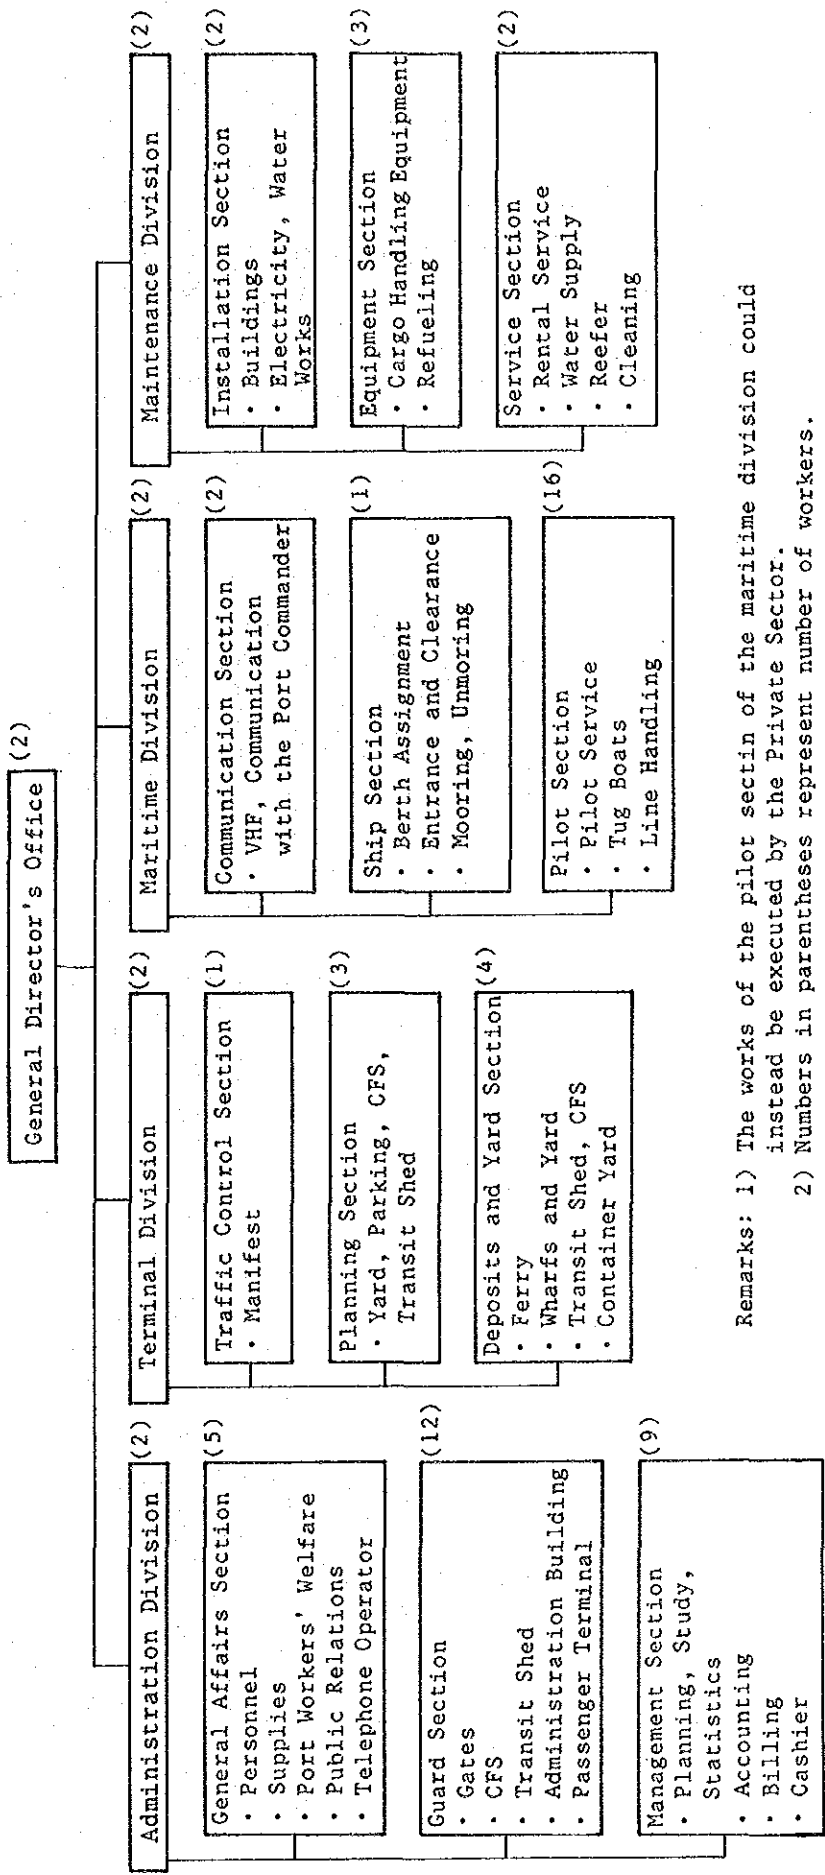 General Director's Office (2)
Administration Division (2)
General Affairs Section (5)
· Personnel
· Supplies
· Port Workers' Welfare
· Public Relations
· Telephone Operator
Guard Section (12)
· Gates
· CFS
· Transit Shed
· Administration Building
· Passenger Terminal
Management Section (9)
· Planning, Study,
Statistics
· Accounting
· Billing
· Cashier
Terminal Division (2)
Traffic Control Section (1)
· Manifest
Planning Section (3)
· Yard, Parking, CFS,
Transit Shed
Deposits and Yard Section (4)
· Ferry
· Wharfs and Yard
· Transit Shed, CFS
· Container Yard
Maritime Division (2)
Communication Section (2)
· VHF, Communication
with the Port Commander
Ship Section (1)
· Berth Assignment
· Entrance and Clearance
· Mooring, Unmoring
Pilot Section (16)
· Pilot Service
· Tug Boats
· Line Handling
Maintenance Division (2)
Installation Section (2)
· Buildings
· Electricity, Water
Works
Equipment Section (3)
· Cargo Handling Equipment
· Refueling
Service Section (2)
· Rental Service
· Water Supply
· Reefer
· Cleaning
Remarks: 1) The works of the pilot sectin of the maritime division could
instead be executed by the Private Sector.
2) Numbers in parentheses represent number of workers.